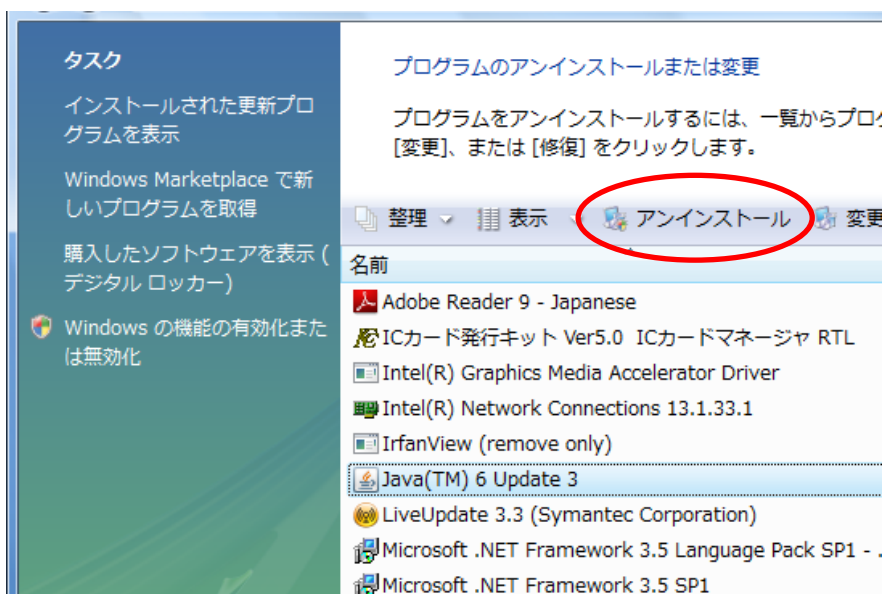 タスク
インストールされた更新プロ
グラムを表示
Windows Marketplace で新
しいプログラムを取得
購入したソフトウェアを表示 (
デジタル ロッカー)
Windows の機能の有効化また
は無効化
プログラムのアンインストールまたは変更
プログラムをアンインストールするには、一覧からプロ
[変更]、または [修復] をクリックします。
整理 表示 アンインストール 変更
名前
Adobe Reader 9 - Japanese
ICカード発行キット Ver5.0 ICカードマネージャ RTL
Intel(R) Graphics Media Accelerator Driver
Intel(R) Network Connections 13.1.33.1
IrfanView (remove only)
Java(TM) 6 Update 3
LiveUpdate 3.3 (Symantec Corporation)
Microsoft .NET Framework 3.5 Language Pack SP1 - .
Microsoft .NET Framework 3.5 SP1